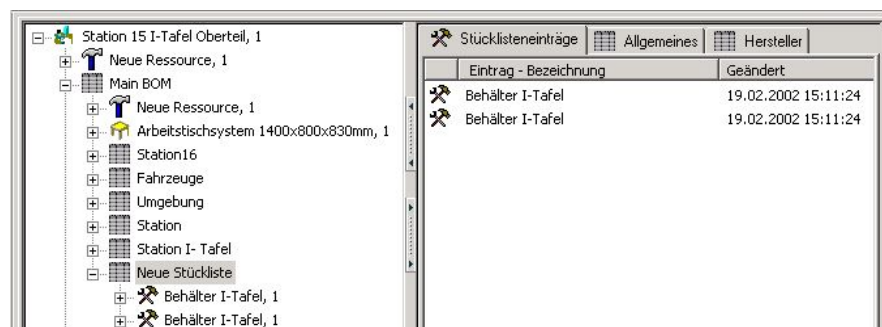 Station 15 I-Tafel Oberteil, 1
Neue Ressource, 1
Main BOM
Neue Ressource, 1
Arbeitstischsystem 1400x800x830mm, 1
Station16
Fahrzeuge
Umgebung
Station
Station I- Tafel
Neue Stückliste
Behälter I-Tafel, 1
Behälter I-Tafel, 1
Stücklisteneinträge Allgemeines Hersteller
Eintrag - Bezeichnung Geändert
Behälter I-Tafel 19.02.2002 15:11:24
Behälter I-Tafel 19.02.2002 15:11:24